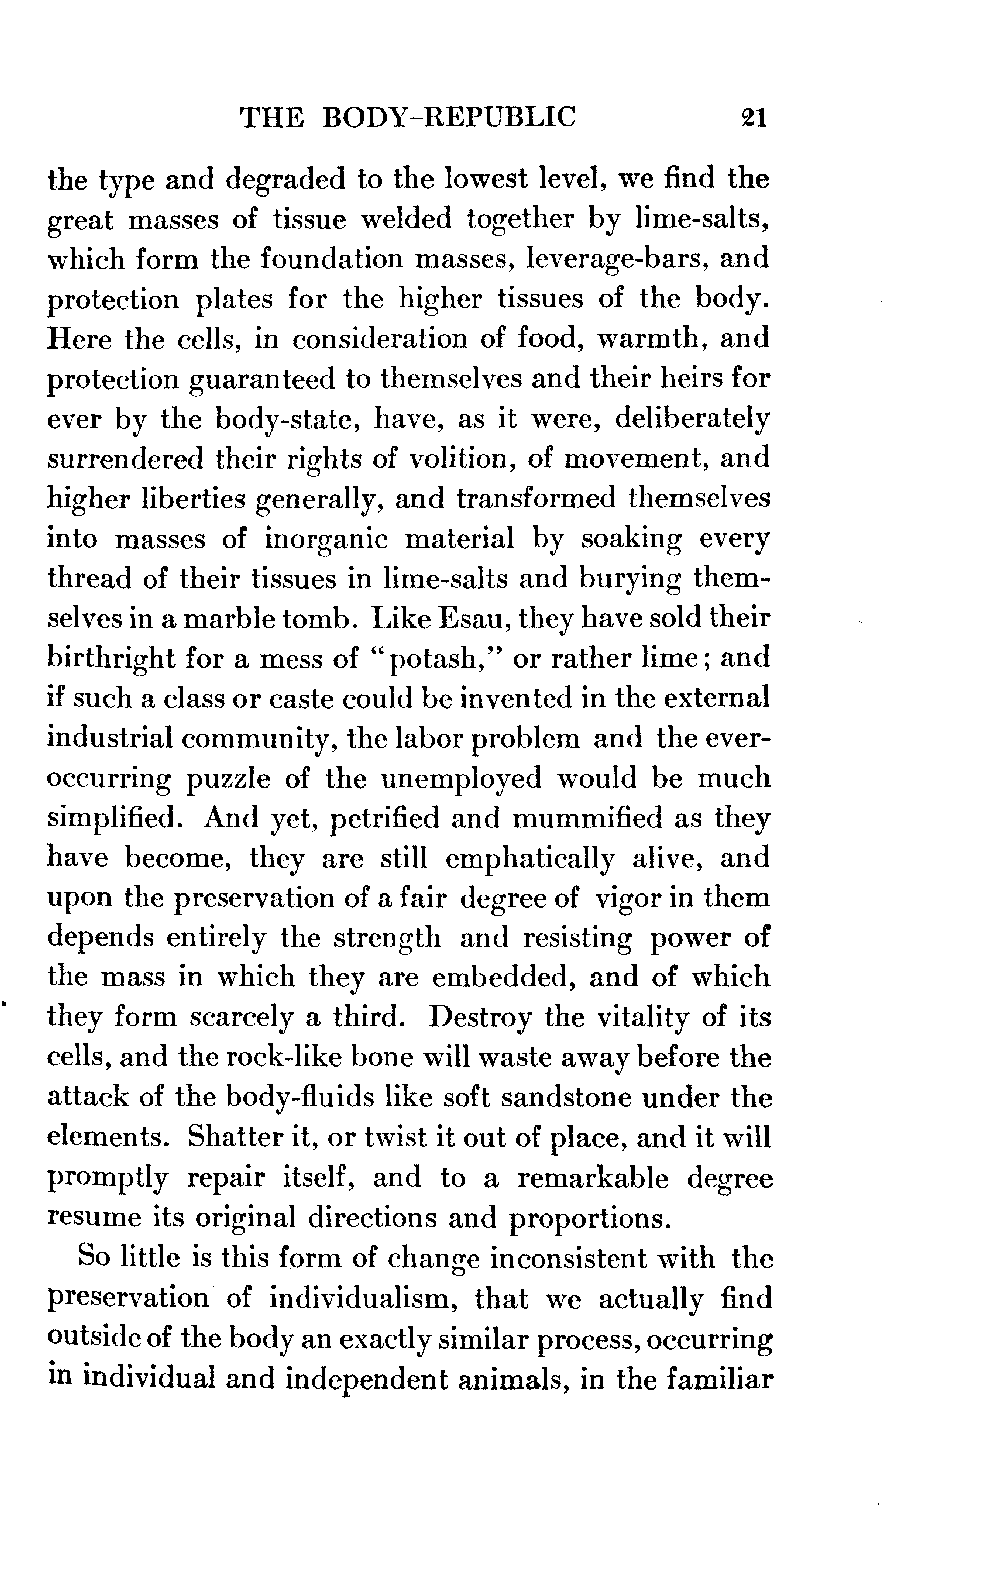 THE BODY-REPUBLIC 21
the type and degraded to the lowest level, we find the
great masses of tissue welded together by lime-salts,
which form the foundation masses, leverage-bars, and
protection plates for the higher tissues of the body.
Here the cells, in consideration of food, warmth, and
protection guaranteed to themselves and their heirs for
ever by the body-state, have, as it were, deliberately
surrendered their rights of volition, of movement, and
higher liberties generally, and transformed themselves
into masses of inorganic material by soaking every
thread of their tissues in lime-salts and burying them-
selves in a marble tomb. Like Esau, they have sold their
birthright for a mess of “potash,” or rather lime; and
if such a class or caste could be invented in the external
industrial community, the labor problem and the ever-
occurring puzzle of the unemployed would be much
simplified. And yet, petrified and mummified as they
have become, they are still emphatically alive, and
upon the preservation of a fair degree of vigor in them
depends entirely the strength and resisting power of
the mass in which they are embedded, and of which
they form scarcely a third. Destroy the vitality of its
cells, and the rock-like bone will waste away before the
attack of the body-fluids like soft sandstone under the
elements. Shatter it, or twist it out of place, and it will
promptly repair itself, and to a remarkable degree
resume its original directions and proportions.
So little is this form of change inconsistent with the
preservation of individualism, that we actually find
outside of the body an exactly similar process, occurring
in individual and independent animals, in the familiar